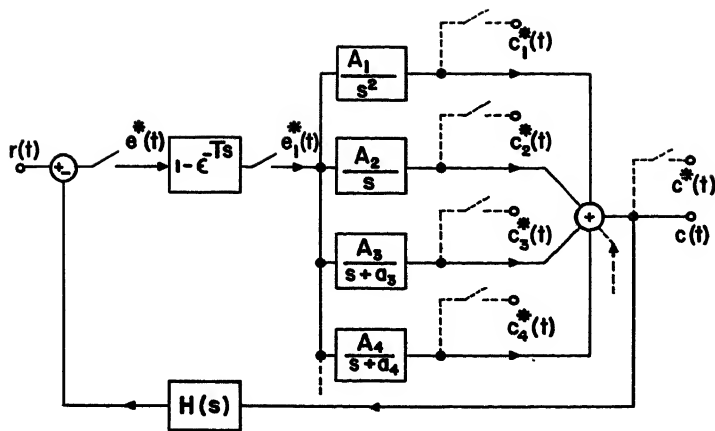 r(t)
+
-
e*(t)
1-ϵ^-Ts
e1*(t)
A1
s²
c1*(t)
A2
s
c2*(t)
A3
s+a3
c3*(t)
A4
s+a4
c4*(t)
+
c*(t)
c(t)
H(s)